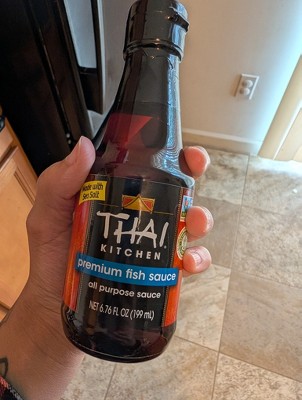 Made with
Sea Salt
THAI
KITCHEN
premium fish sauce
all purpose sauce
NET 6.76 FL OZ (199 mL)